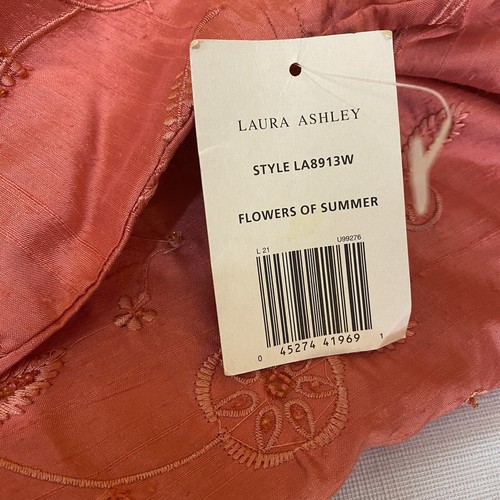 LAURA ASHLEY
STYLE LA8913W
FLOWERS OF SUMMER
L 21 U99276
0 45274 41969 1